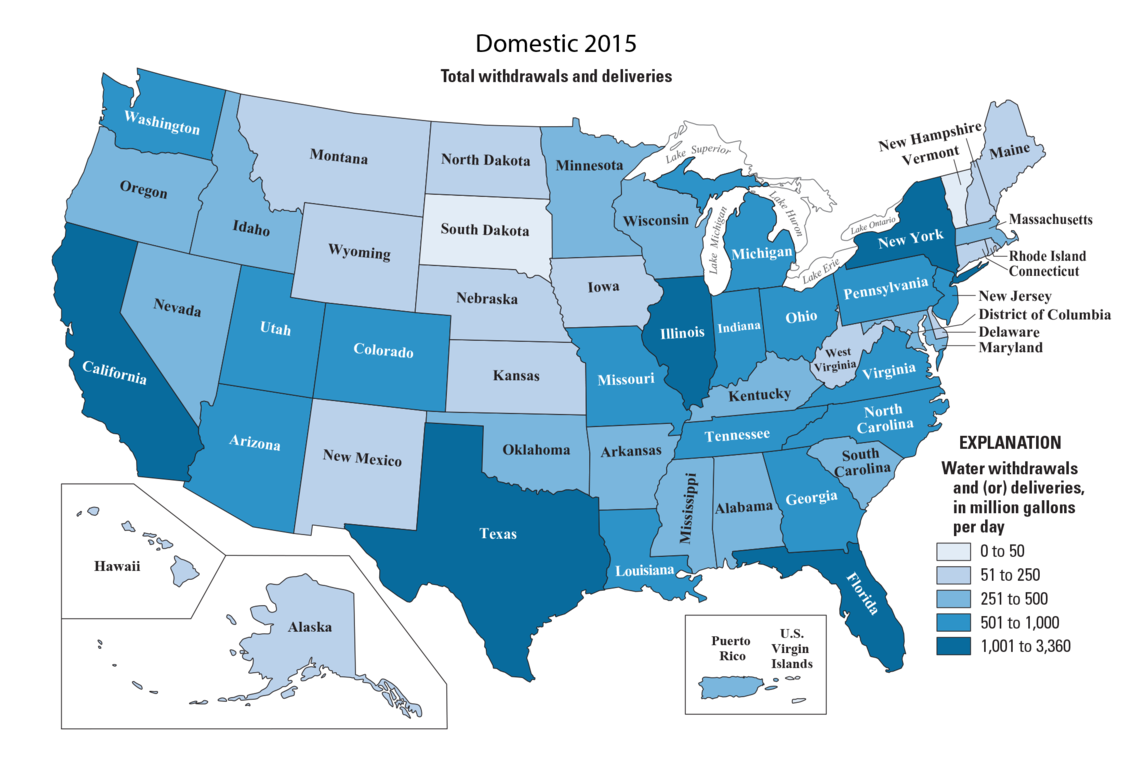 Domestic 2015
Total withdrawals and deliveries
Washington
Oregon
California
Nevada
Idaho
Montana
Wyoming
Utah
Arizona
Colorado
New Mexico
North Dakota
South Dakota
Nebraska
Kansas
Oklahoma
Texas
Minnesota
Iowa
Missouri
Arkansas
Louisiana
Wisconsin
Illinois
Michigan
Indiana
Ohio
Kentucky
Tennessee
Mississippi
Alabama
Georgia
Florida
South
Carolina
North
Carolina
Virginia
West
Virginia
Pennsylvania
New York
New Hampshire
Vermont
Maine
Massachusetts
Rhode Island
Connecticut
New Jersey
District of Columbia
Delaware
Maryland
Lake Superior
Lake Michigan
Lake Huron
Lake Erie
Lake Ontario
Hawaii
Alaska
Puerto
Rico
U.S.
Virgin
Islands
EXPLANATION
Water withdrawals
and (or) deliveries,
in million gallons
per day
0 to 50
51 to 250
251 to 500
501 to 1,000
1,001 to 3,360